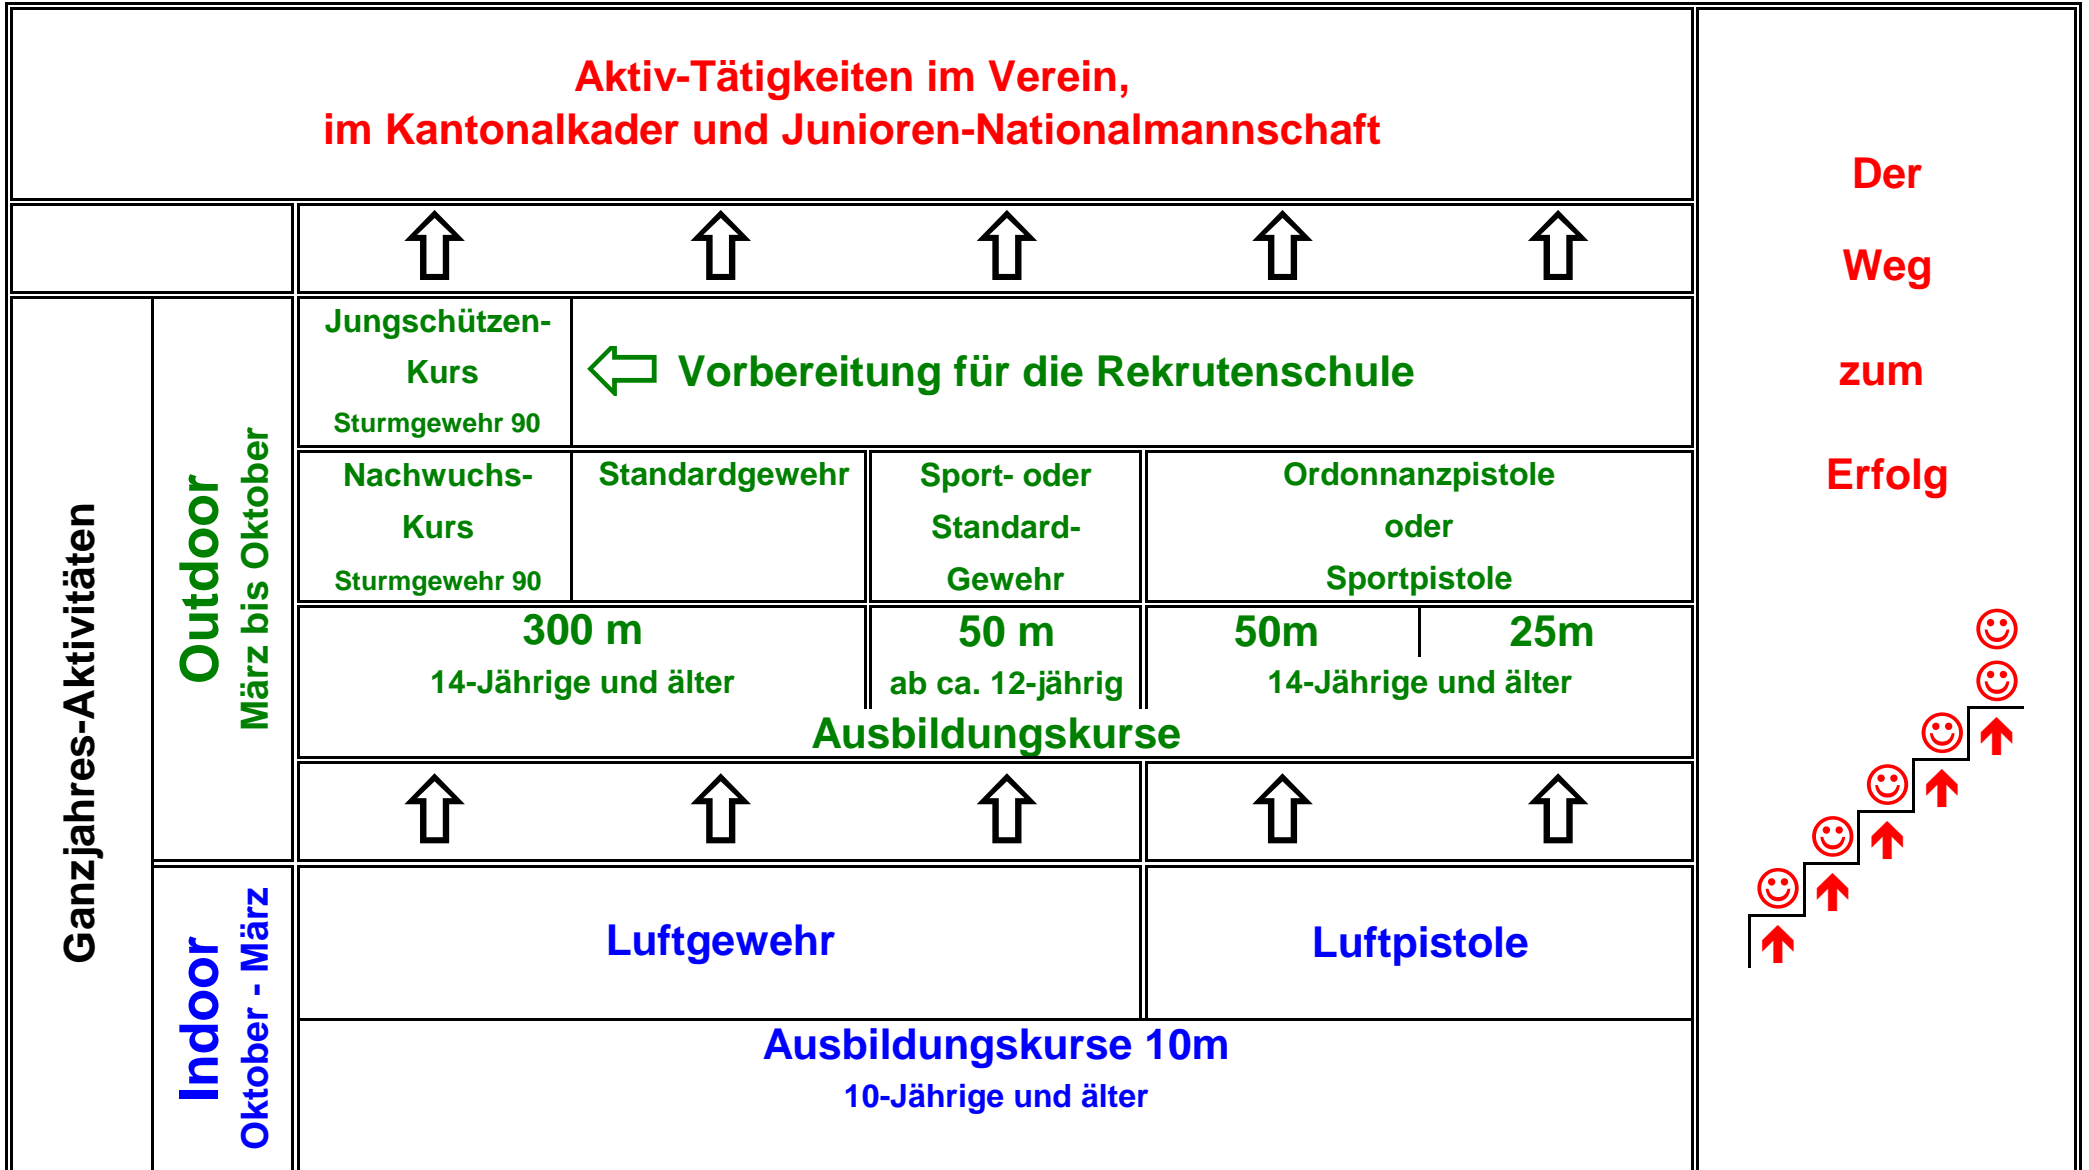 Aktiv-Tätigkeiten im Verein,
im Kantonalkader und Junioren-Nationalmannschaft
Der
Weg
zum
Erfolg
Ganzjahres-Aktivitäten
Outdoor
März bis Oktober
Jungschützen-
Kurs
Sturmgewehr 90
Vorbereitung für die Rekrutenschule
Nachwuchs-
Kurs
Sturmgewehr 90
Standardgewehr
Sport- oder
Standard-
Gewehr
Ordonnanzpistole
oder
Sportpistole
300 m
14-Jährige und älter
50 m
ab ca. 12-jährig
50m
25m
14-Jährige und älter
Ausbildungskurse
Indoor
Oktober - März
Luftgewehr
Luftpistole
Ausbildungskurse 10m
10-Jährige und älter